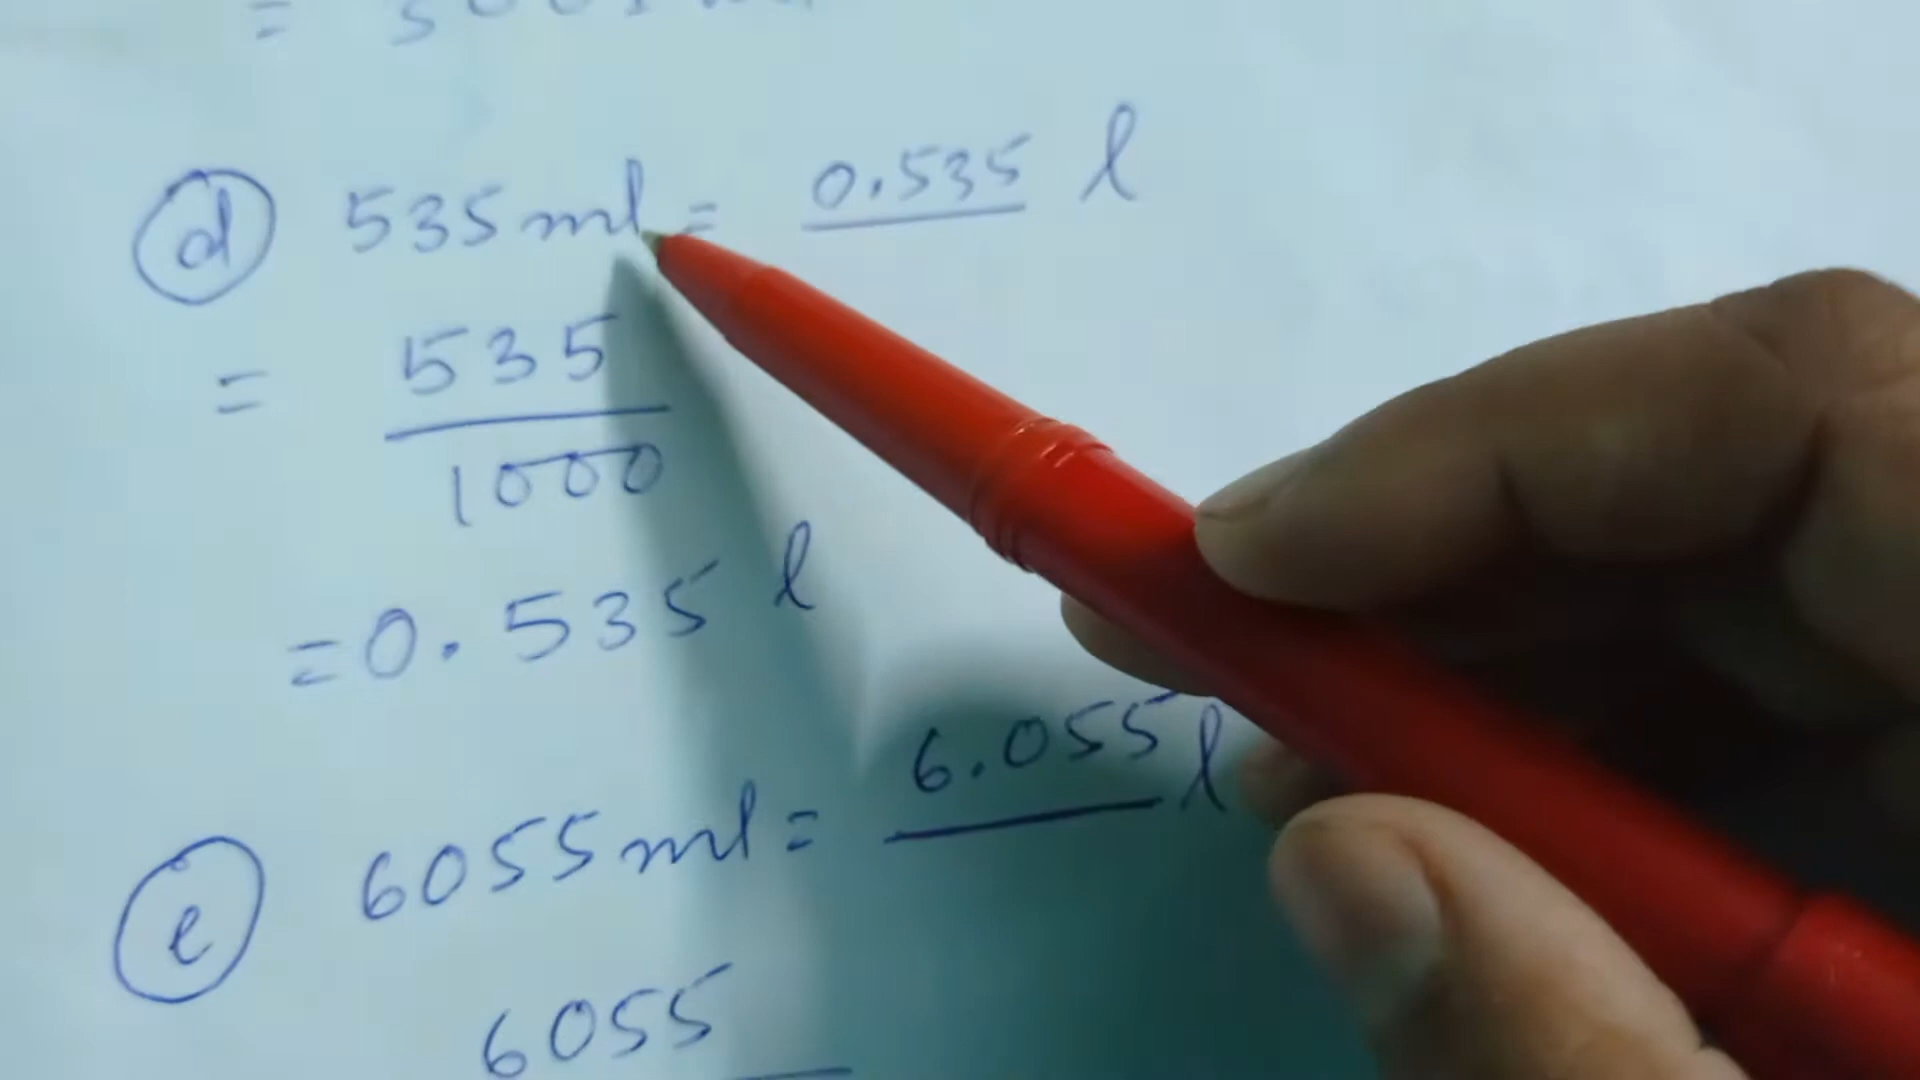 ⓓ 535 ml = 0.535 l
= 535
1000
= 0.535 l
ⓔ 6055 ml = 6.055 l
6055